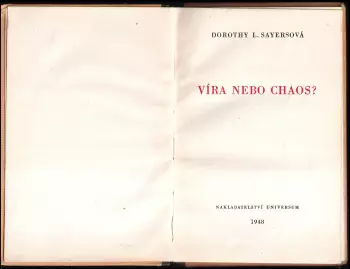 DOROTHY L. SAYERSOVÁ
VÍRA NEBO CHAOS?
NAKLADATELSTVÍ UNIVERSUM
1948